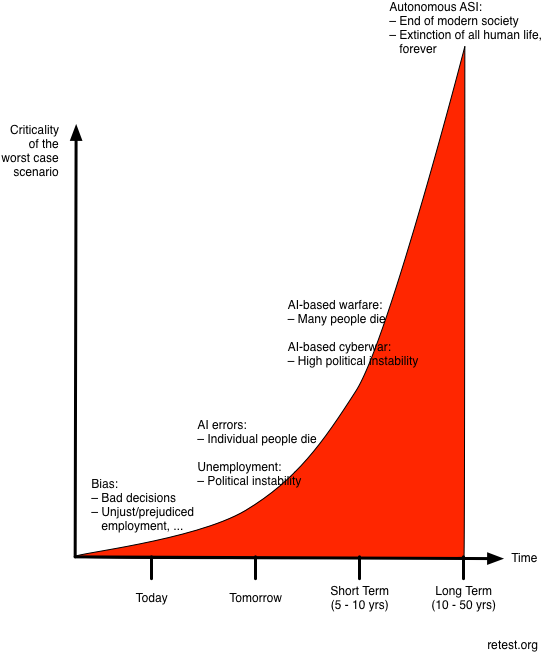 Autonomous ASI:
– End of modern society
– Extinction of all human life,
forever
Criticality
of the
worst case
scenario
AI-based warfare:
– Many people die
AI-based cyberwar:
– High political instability
AI errors:
– Individual people die
Unemployment:
– Political instability
Bias:
– Bad decisions
– Unjust/prejudiced
employment, ...
Time
Today
Tomorrow
Short Term
(5 - 10 yrs)
Long Term
(10 - 50 yrs)
retest.org